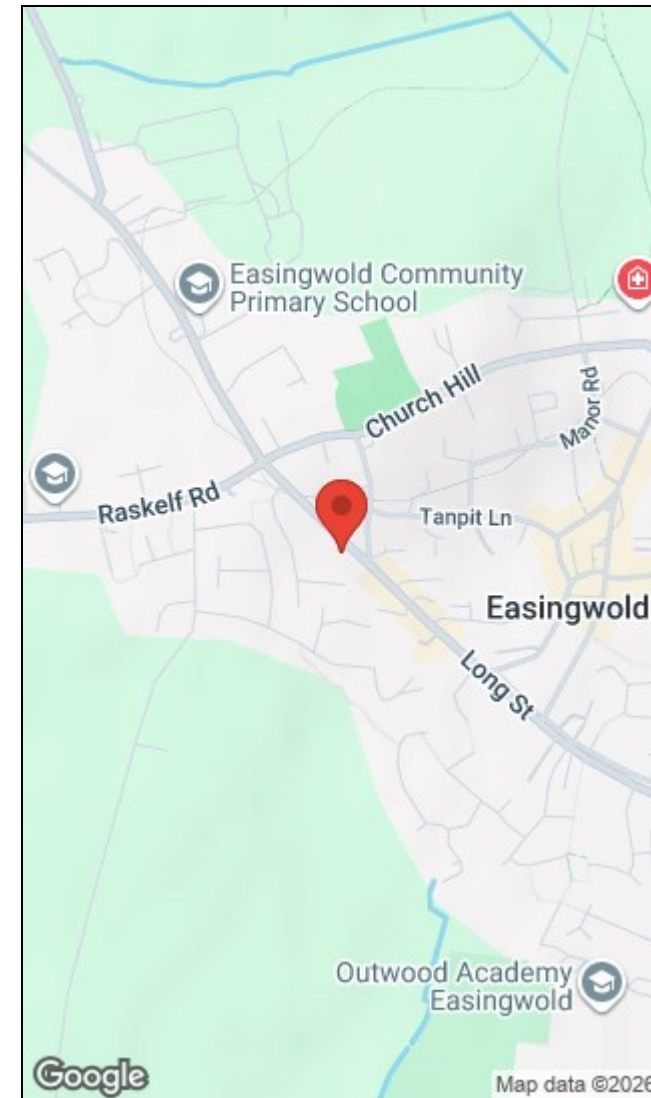 Easingwold Community
Primary School
Church Hill
Manor Rd
Raskelf Rd
Tanpit Ln
Easingwold
Long St
Outwood Academy
Easingwold
Google
Map data ©2026